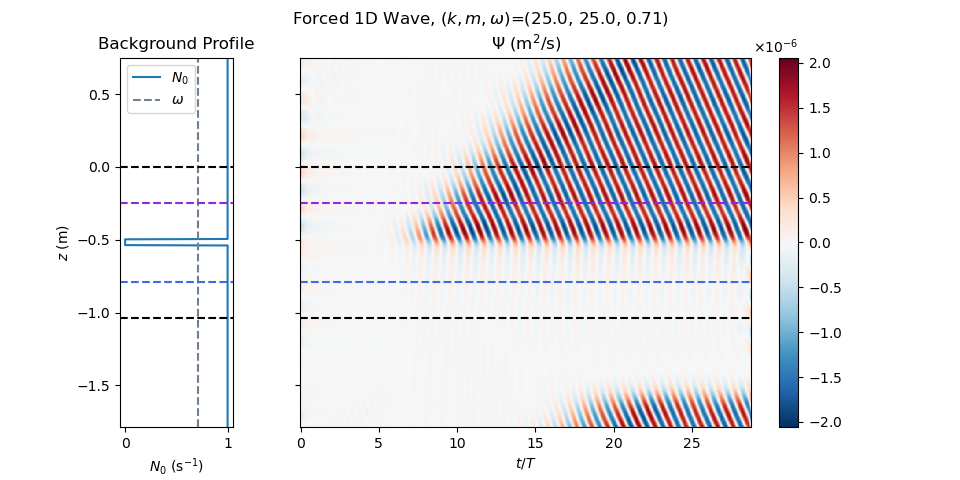 Forced 1D Wave, (k, m, ω)=(25.0, 25.0, 0.71)
Background Profile
Ψ (m²/s)
×10⁻⁶
N₀
ω
0.5
0.0
−0.5
−1.0
−1.5
z (m)
0
1
N₀ (s⁻¹)
0
5
10
15
20
25
t/T
2.0
1.5
1.0
0.5
0.0
−0.5
−1.0
−1.5
−2.0